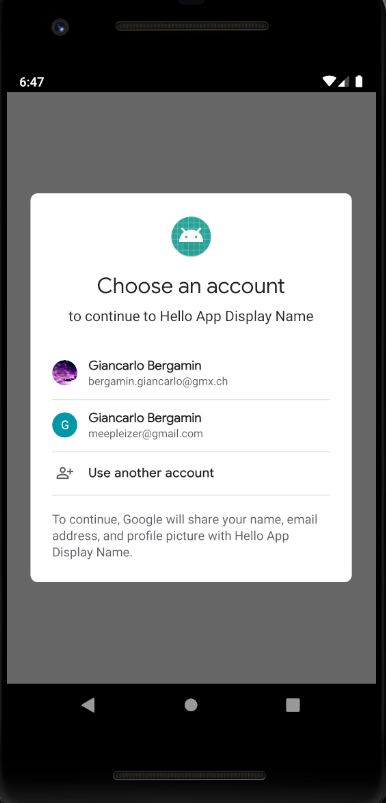 6:47
Choose an account
to continue to Hello App Display Name
Giancarlo Bergamin
bergamin.giancarlo@gmx.ch
G
Giancarlo Bergamin
meepleizer@gmail.com
Use another account
To continue, Google will share your name, email
address, and profile picture with Hello App
Display Name.